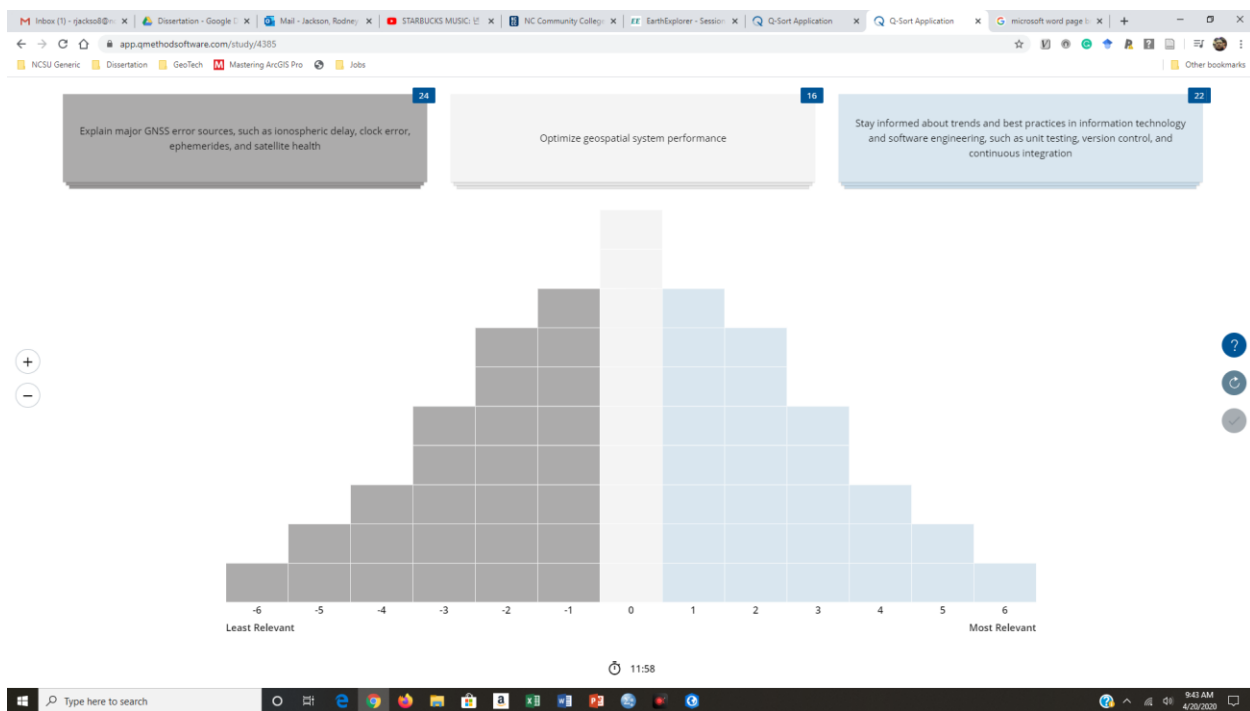 Inbox (1) - rjackso8@n
Dissertation - Google D
Mail - Jackson, Rodney
STARBUCKS MUSIC:
NC Community College
EarthExplorer - Session
Q-Sort Application
Q-Sort Application
microsoft word page b
app.qmethodsoftware.com/study/4385
NCSU Generic
Dissertation
GeoTech
Mastering ArcGIS Pro
Jobs
Other bookmarks
24
Explain major GNSS error sources, such as ionospheric delay, clock error,
ephemerides, and satellite health
16
Optimize geospatial system performance
22
Stay informed about trends and best practices in information technology
and software engineering, such as unit testing, version control, and
continuous integration
-6 -5 -4 -3 -2 -1 0 1 2 3 4 5 6
Least Relevant
Most Relevant
11:58
Type here to search
9:43 AM
4/20/2020